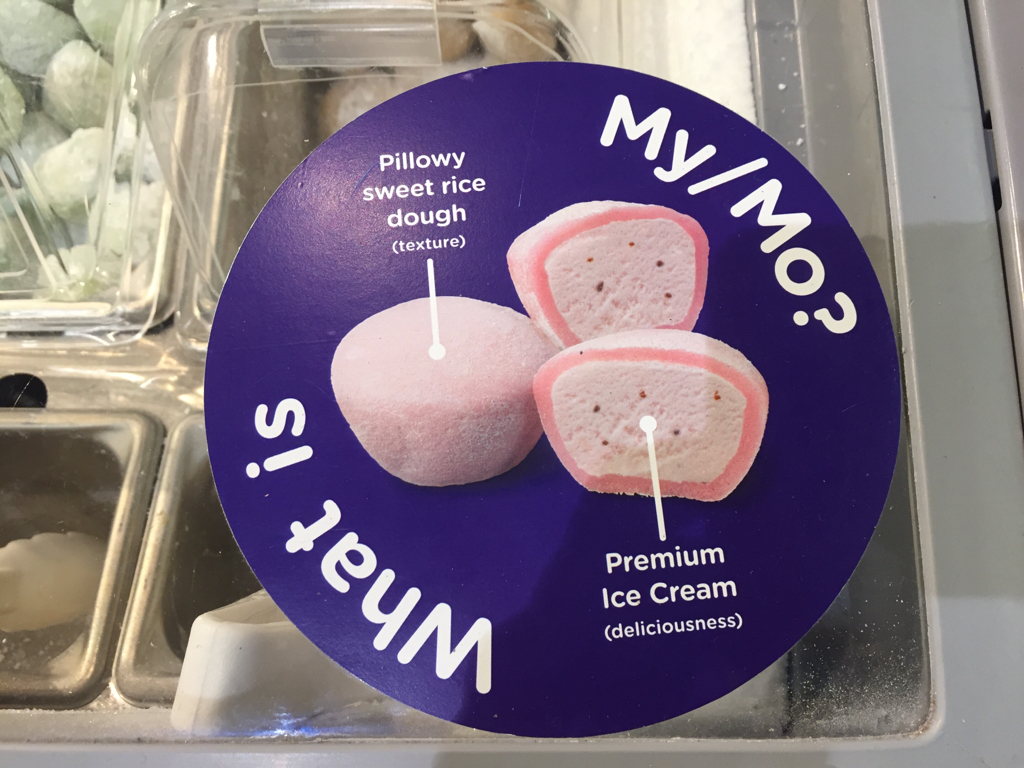 What is
My/Mo?
Pillowy
sweet rice
dough
(texture)
Premium
Ice Cream
(deliciousness)